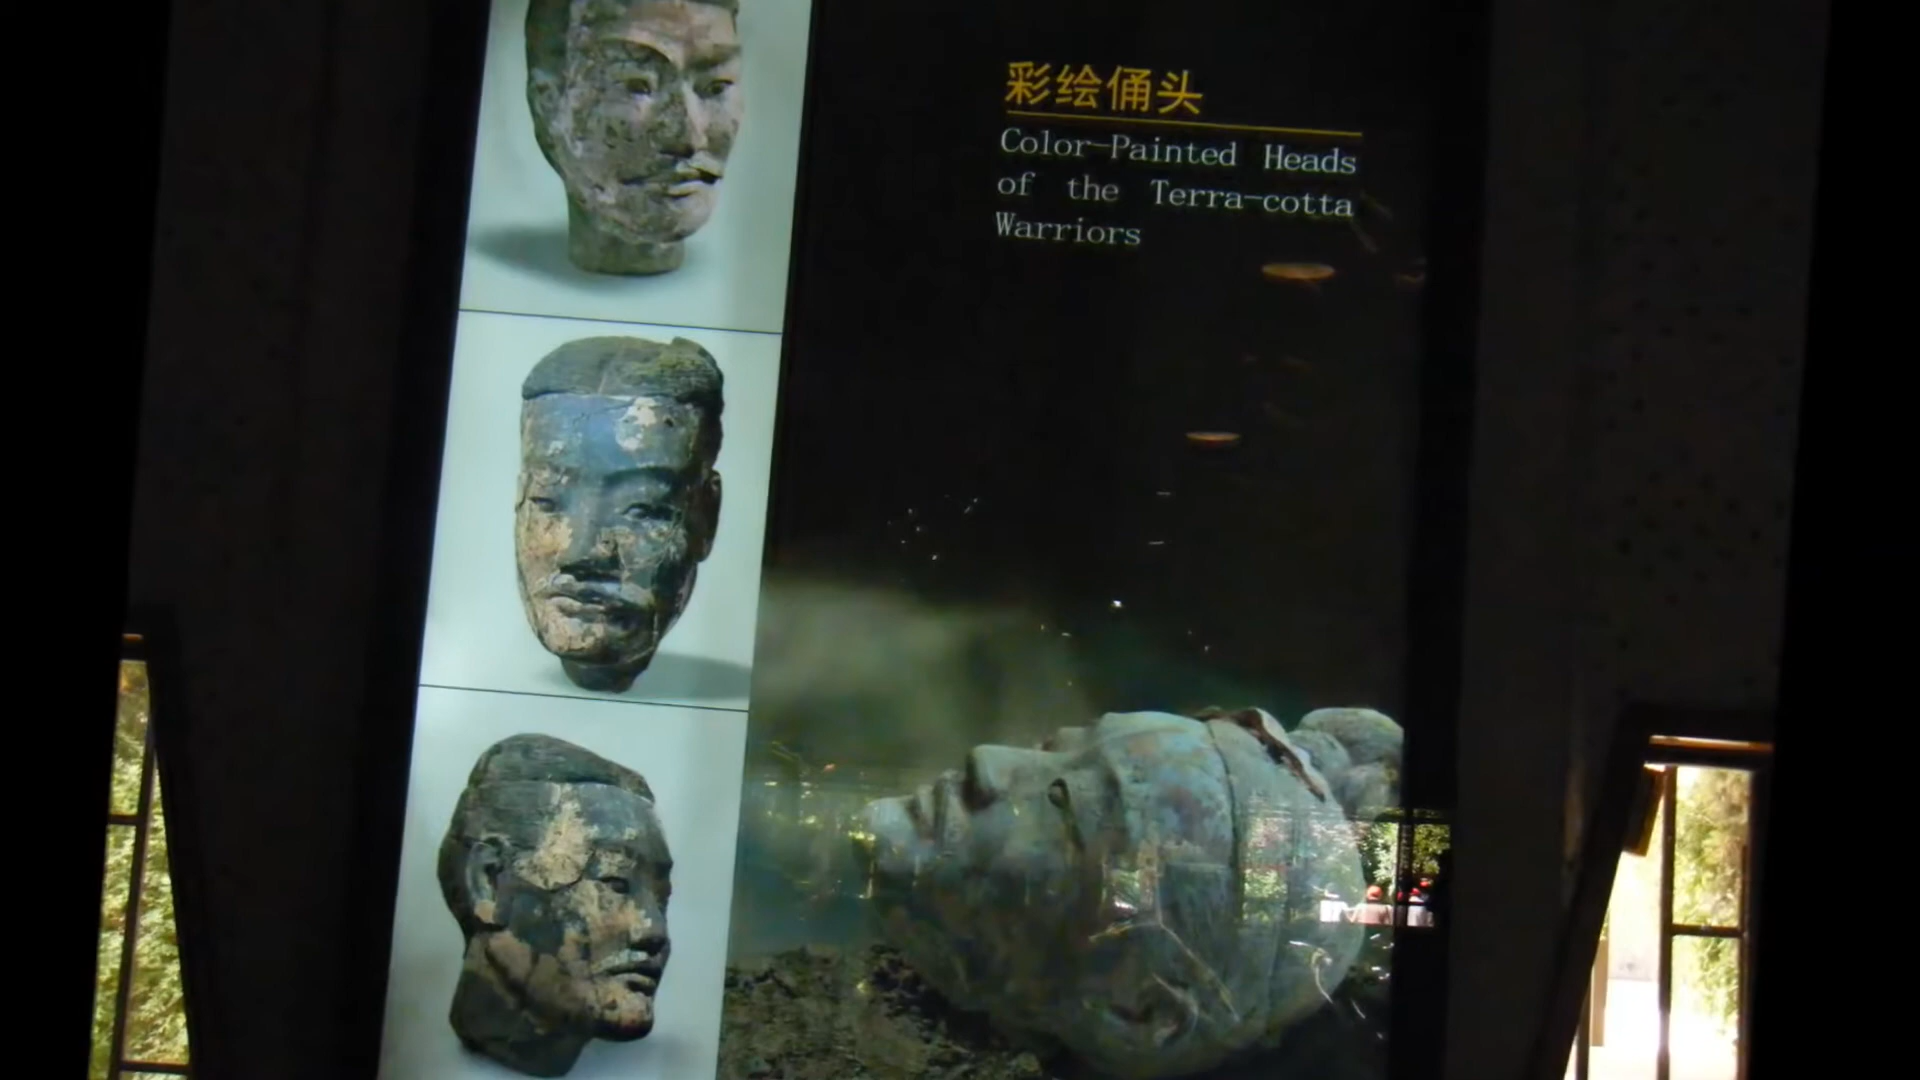 彩绘俑头
Color-Painted Heads
of the Terra-cotta
Warriors